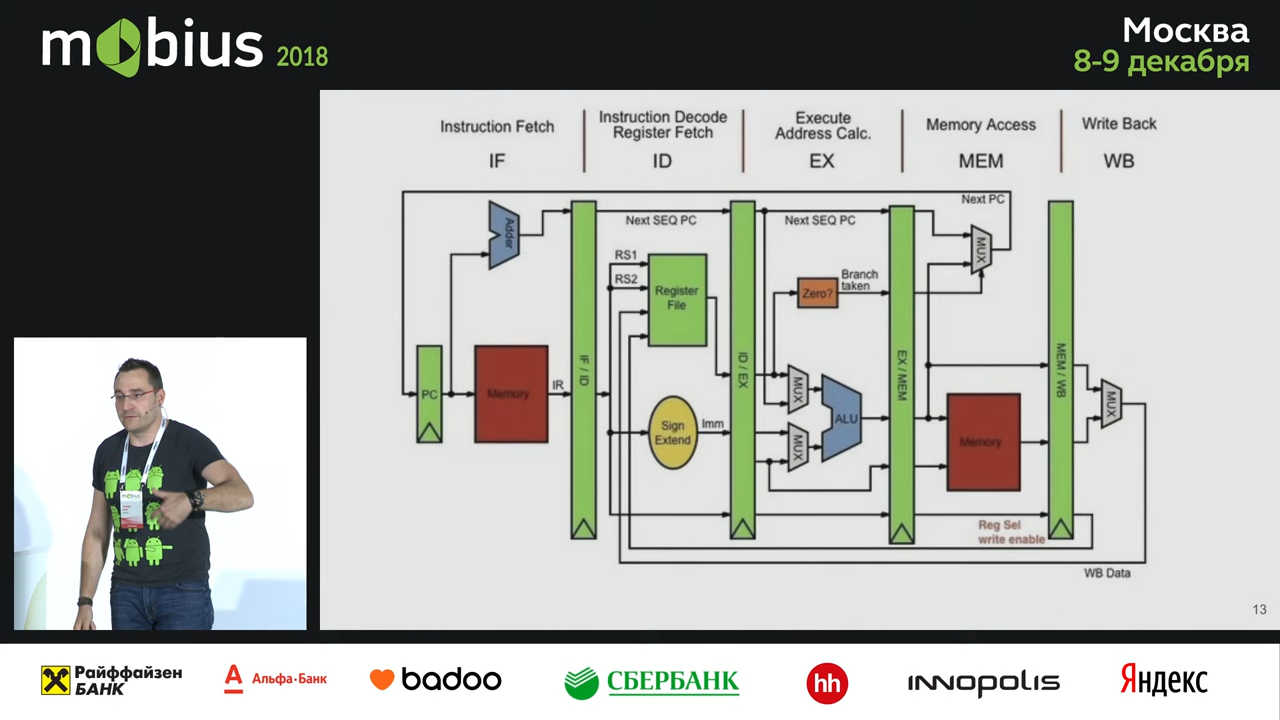 mobius 2018
Москва
8-9 декабря
Instruction Fetch
IF
Instruction Decode
Register Fetch
ID
Execute
Address Calc.
EX
Memory Access
MEM
Write Back
WB
Next PC
Adder
Next SEQ PC
Next SEQ PC
MUX
RS1
RS2
Register
File
Branch
taken
Zero?
PC
Memory
IR
IF / ID
ID / EX
EX / MEM
MEM / WB
MUX
MUX
ALU
MUX
Sign
Extend
Imm
Memory
Reg Sel
write enable
WB Data
13
mobius
Райффайзен
БАНК
А
Альфа·Банк
badoo
СБЕРБАНК
hh
INNOPOLIS
Яндекс